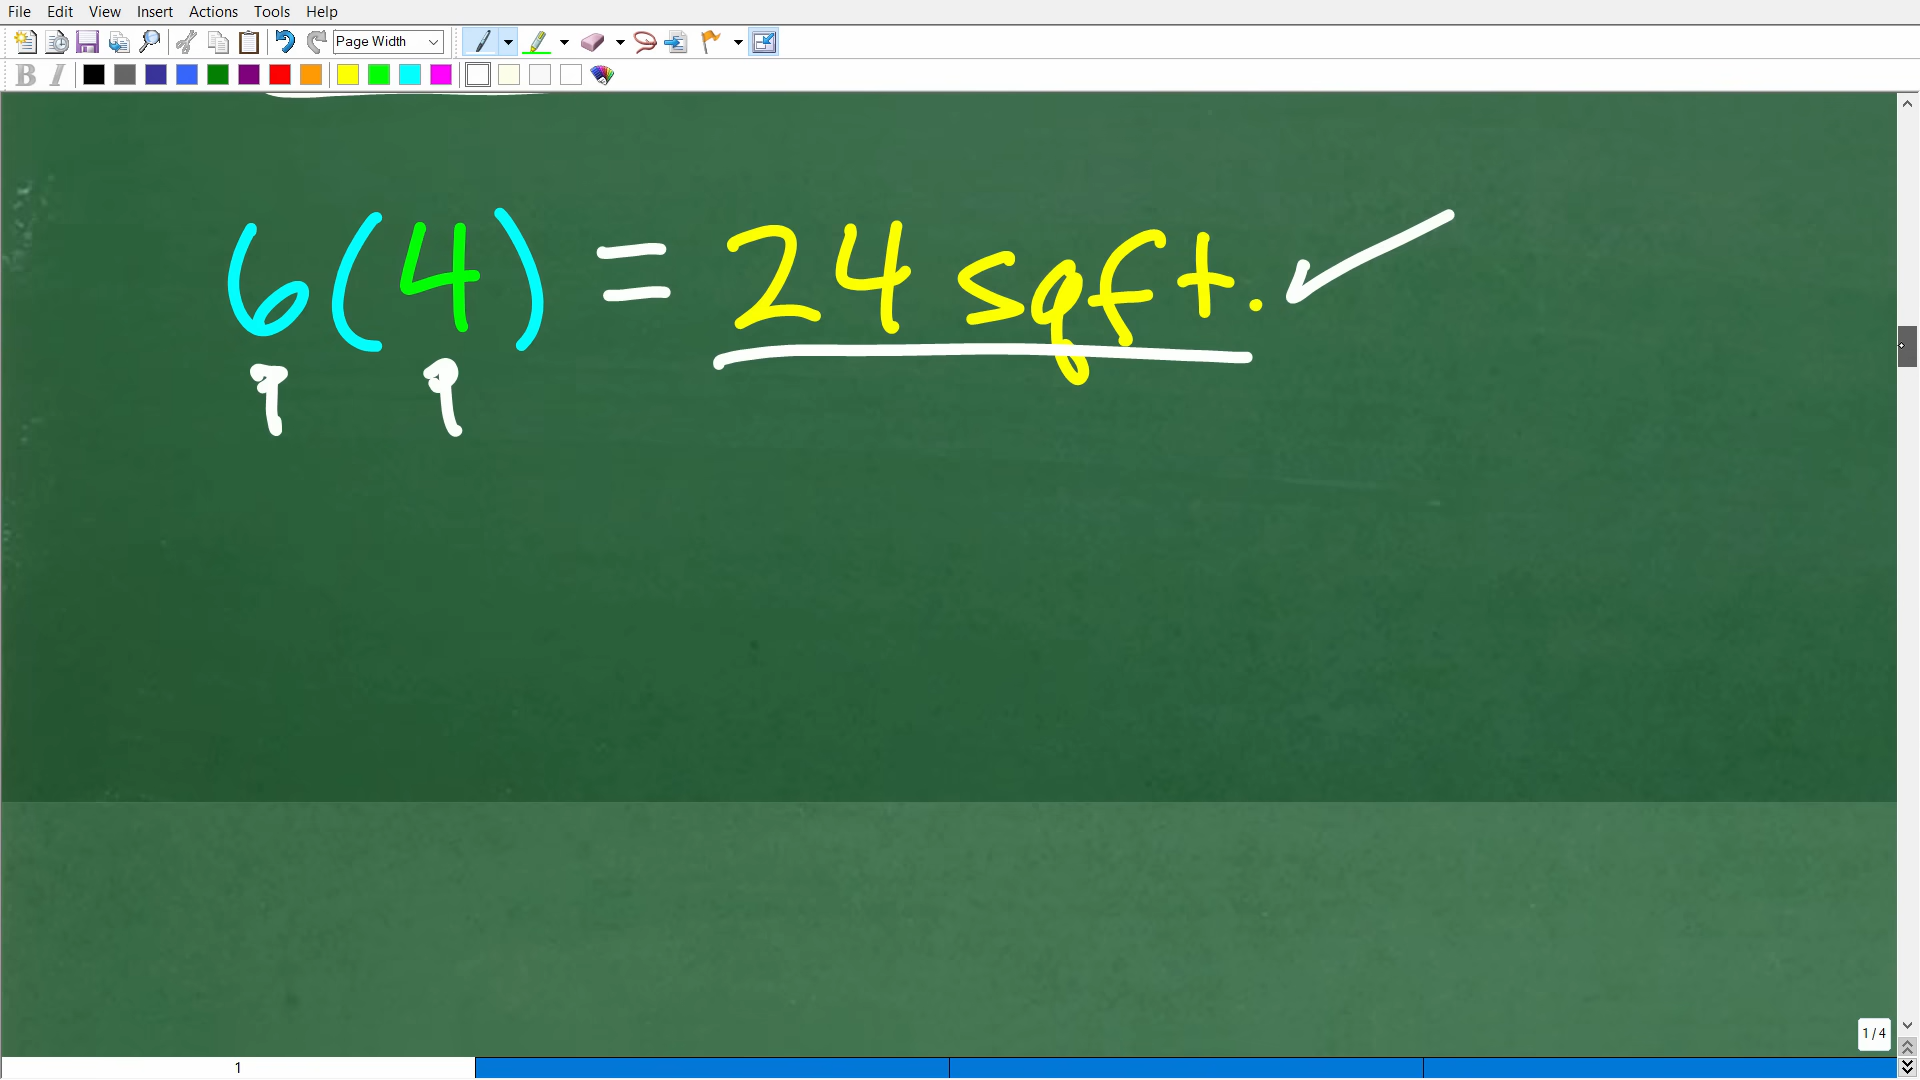 File Edit View Insert Actions Tools Help
Page Width
B I
6(4) = 24 sqft.
1 / 4
1